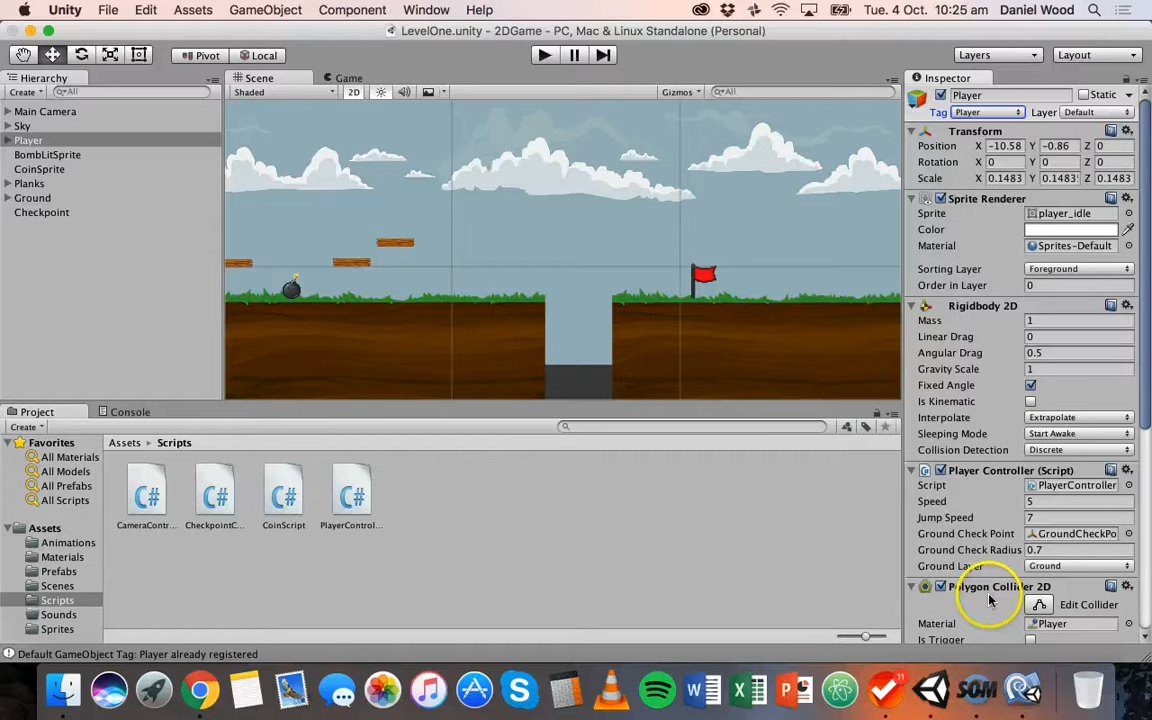 Unity File Edit Assets GameObject Component Window Help Tue. 4 Oct. 10:25 am Daniel Wood
LevelOne.unity - 2DGame - PC, Mac & Linux Standalone (Personal)
Pivot Local Layers Layout
Hierarchy Scene Game Inspector
Create All Shaded 2D Gizmos All
Player Static
Tag Player Layer Default
Main Camera
Sky
Player
BombLitSprite
CoinSprite
Planks
Ground
Checkpoint
Transform
Position X -10.58 Y -0.86 Z 0
Rotation X 0 Y 0 Z 0
Scale X 0.1483 Y 0.1483 Z 0.1483
Sprite Renderer
Sprite player_idle
Color
Material Sprites-Default
Sorting Layer Foreground
Order in Layer 0
Rigidbody 2D
Mass 1
Linear Drag 0
Angular Drag 0.5
Gravity Scale 1
Fixed Angle
Is Kinematic
Interpolate Extrapolate
Sleeping Mode Start Awake
Collision Detection Discrete
Player Controller (Script)
Script PlayerController
Speed 5
Jump Speed 7
Ground Check Point GroundCheckPo
Ground Check Radius 0.7
Ground Layer Ground
Polygon Collider 2D
Edit Collider
Material Player
Is Trigger
Project Console
Create
Favorites
All Materials
All Models
All Prefabs
All Scripts
Assets
Animations
Materials
Prefabs
Scenes
Scripts
Sounds
Sprites
Assets Scripts
C# C# C# C#
CameraContr... CheckpointC... CoinScript PlayerControl...
Default GameObject Tag: Player already registered
11
SOM